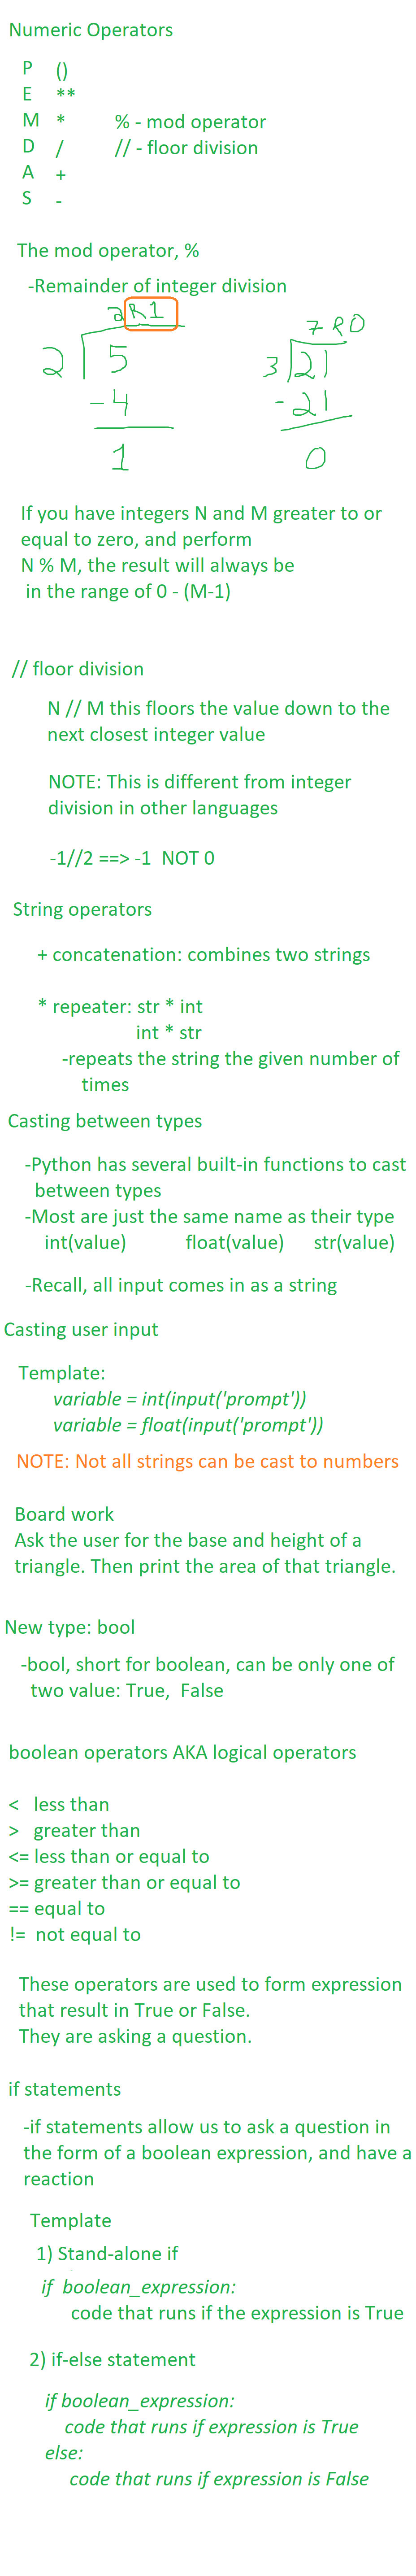 Numeric Operators
P ()
E **
M * % - mod operator
D / // - floor division
A +
S -
The mod operator, %
-Remainder of integer division
2 R1 7 R0
2 5 3 21
-4 -21
1 0
If you have integers N and M greater to or
equal to zero, and perform
N % M, the result will always be
in the range of 0 - (M-1)
// floor division
N // M this floors the value down to the
next closest integer value
NOTE: This is different from integer
division in other languages
-1//2 ==> -1 NOT 0
String operators
+ concatenation: combines two strings
* repeater: str * int
int * str
-repeats the string the given number of
times
Casting between types
-Python has several built-in functions to cast
between types
-Most are just the same name as their type
int(value) float(value) str(value)
-Recall, all input comes in as a string
Casting user input
Template:
variable = int(input('prompt'))
variable = float(input('prompt'))
NOTE: Not all strings can be cast to numbers
Board work
Ask the user for the base and height of a
triangle. Then print the area of that triangle.
New type: bool
-bool, short for boolean, can be only one of
two value: True, False
boolean operators AKA logical operators
< less than
> greater than
<= less than or equal to
>= greater than or equal to
== equal to
!= not equal to
These operators are used to form expression
that result in True or False.
They are asking a question.
if statements
-if statements allow us to ask a question in
the form of a boolean expression, and have a
reaction
Template
1) Stand-alone if
if boolean_expression:
code that runs if the expression is True
2) if-else statement
if boolean_expression:
code that runs if expression is True
else:
code that runs if expression is False